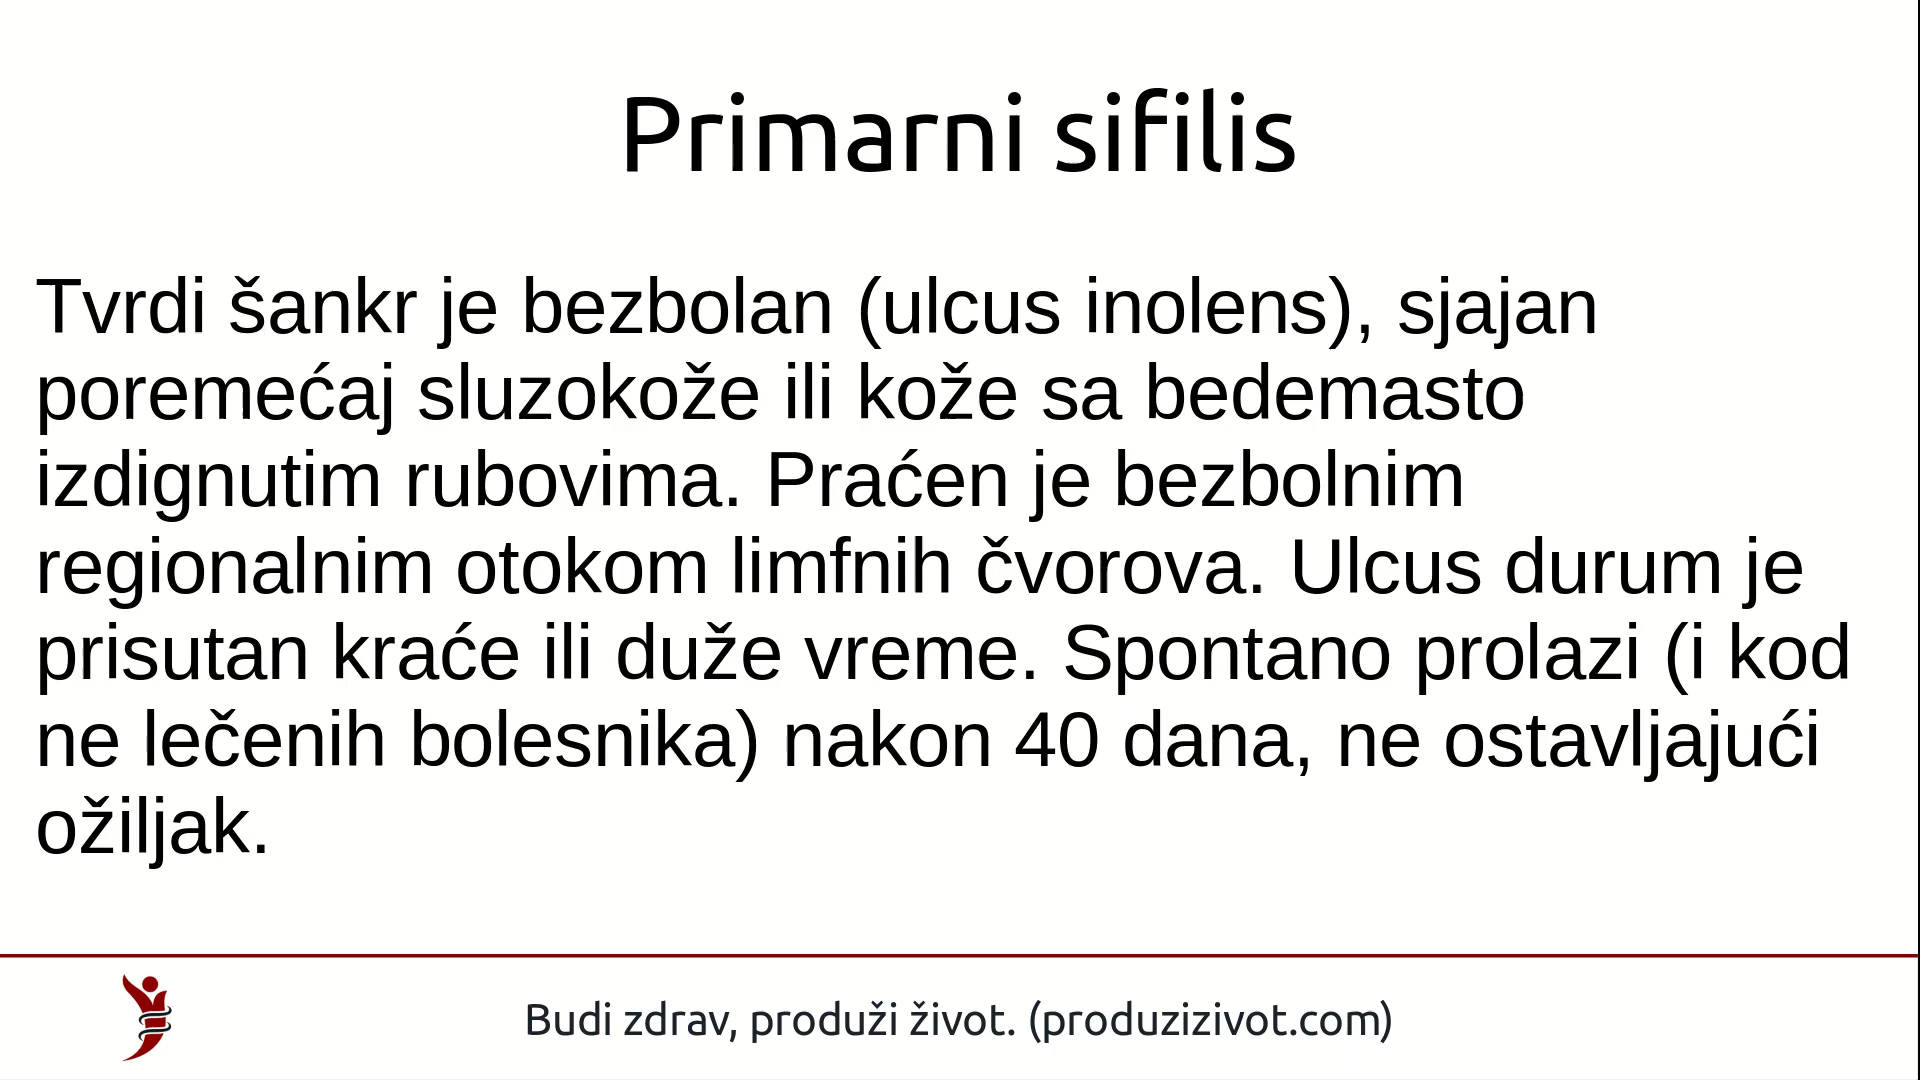 Primarni sifilis
Tvrdi šankr je bezbolan (ulcus inolens), sjajan
poremećaj sluzokože ili kože sa bedemasto
izdignutim rubovima. Praćen je bezbolnim
regionalnim otokom limfnih čvorova. Ulcus durum je
prisutan kraće ili duže vreme. Spontano prolazi (i kod
ne lečenih bolesnika) nakon 40 dana, ne ostavljajući
ožiljak.
Budi zdrav, produži život. (produzizivot.com)